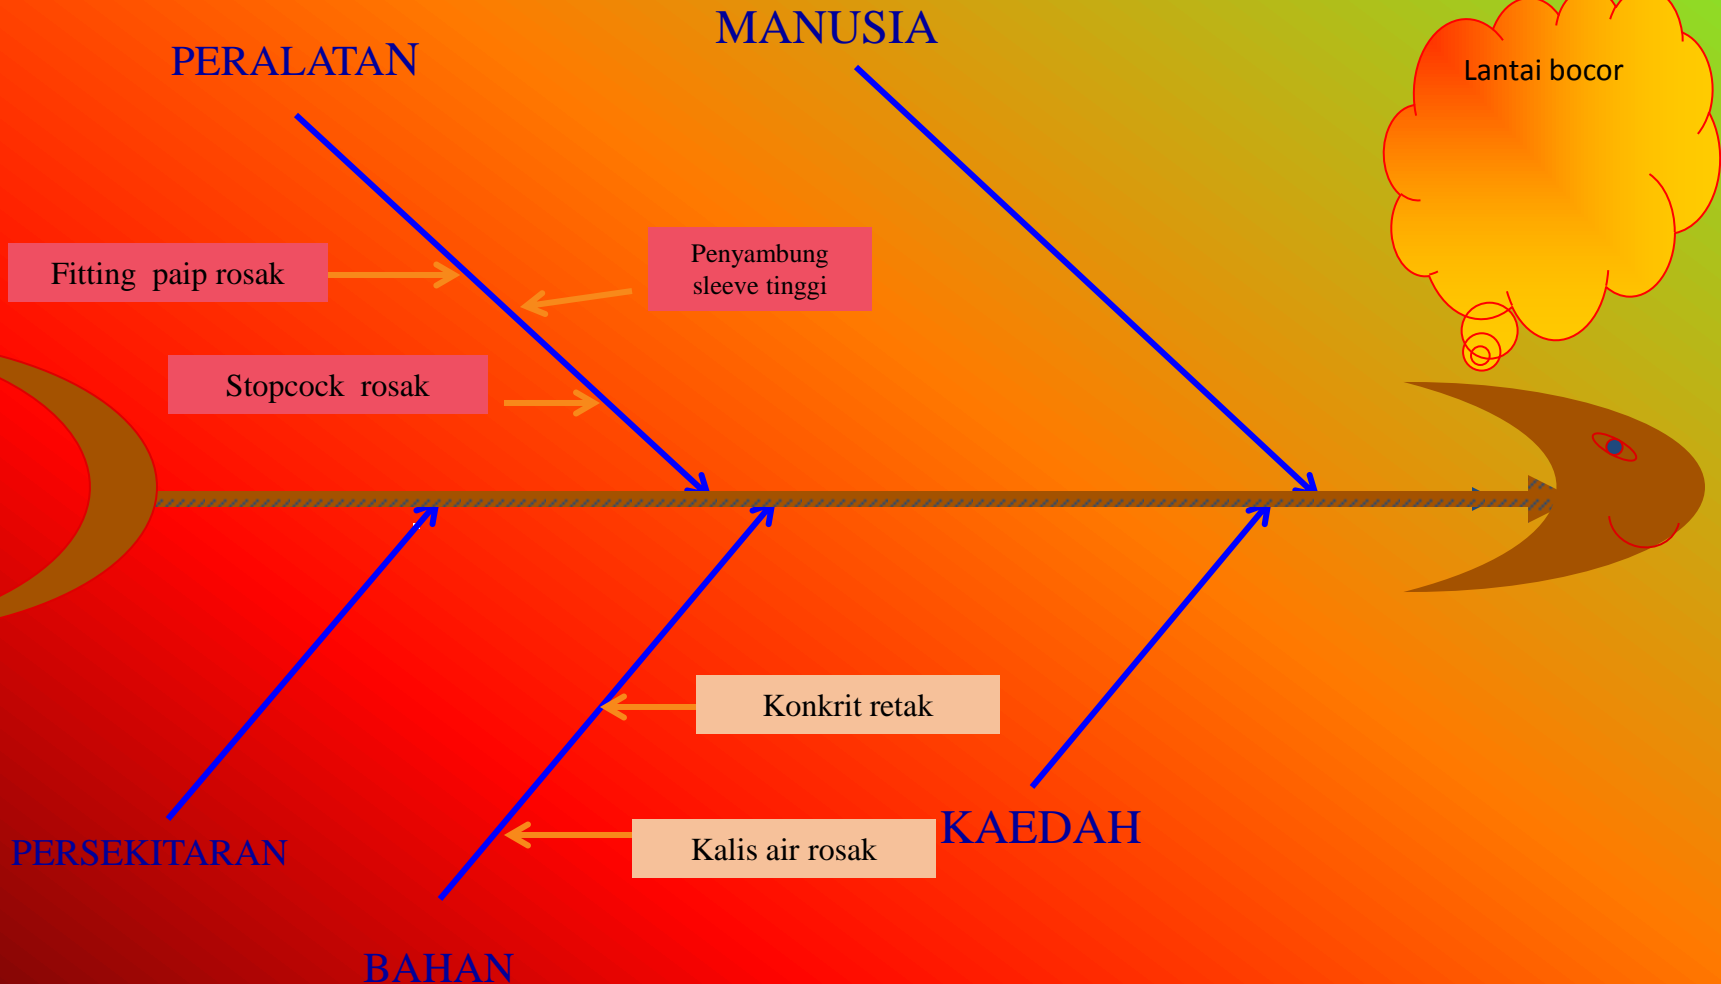 MANUSIA
PERALATAN
Lantai bocor
Fitting paip rosak
Penyambung
sleeve tinggi
Stopcock rosak
Konkrit retak
Kalis air rosak
KAEDAH
PERSEKITARAN
BAHAN